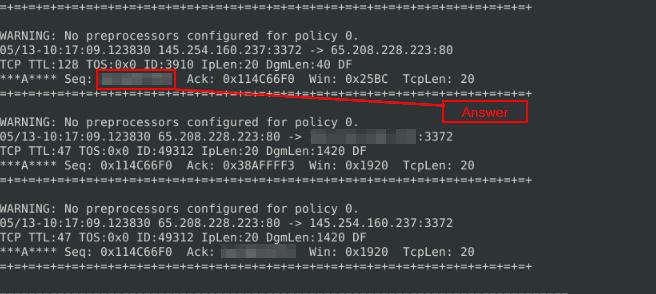 =+=+=+=+=+=+=+=+=+=+=+=+=+=+=+=+=+=+=+=+=+=+=+=+=+=+=+=+=+=+=+=+=+=+=+=+=+
WARNING: No preprocessors configured for policy 0.
05/13-10:17:09.123830 145.254.160.237:3372 -> 65.208.228.223:80
TCP TTL:128 TOS:0x0 ID:3910 IpLen:20 DgmLen:40 DF
***A**** Seq: Ack: 0x114C66F0 Win: 0x25BC TcpLen: 20
=+=+=+=+=+=+=+=+=+=+=+=+=+=+=+=+=+=+=+=+=+=+=+=+=+=+=+=+=+=+=+=+=+=+=+=+=+
Answer
WARNING: No preprocessors configured for policy 0.
05/13-10:17:09.123830 65.208.228.223:80 -> :3372
TCP TTL:47 TOS:0x0 ID:49312 IpLen:20 DgmLen:1420 DF
***A**** Seq: 0x114C66F0 Ack: 0x38AFFFF3 Win: 0x1920 TcpLen: 20
=+=+=+=+=+=+=+=+=+=+=+=+=+=+=+=+=+=+=+=+=+=+=+=+=+=+=+=+=+=+=+=+=+=+=+=+=+
WARNING: No preprocessors configured for policy 0.
05/13-10:17:09.123830 65.208.228.223:80 -> 145.254.160.237:3372
TCP TTL:47 TOS:0x0 ID:49312 IpLen:20 DgmLen:1420 DF
***A**** Seq: 0x114C66F0 Ack: Win: 0x1920 TcpLen: 20
=+=+=+=+=+=+=+=+=+=+=+=+=+=+=+=+=+=+=+=+=+=+=+=+=+=+=+=+=+=+=+=+=+=+=+=+=+